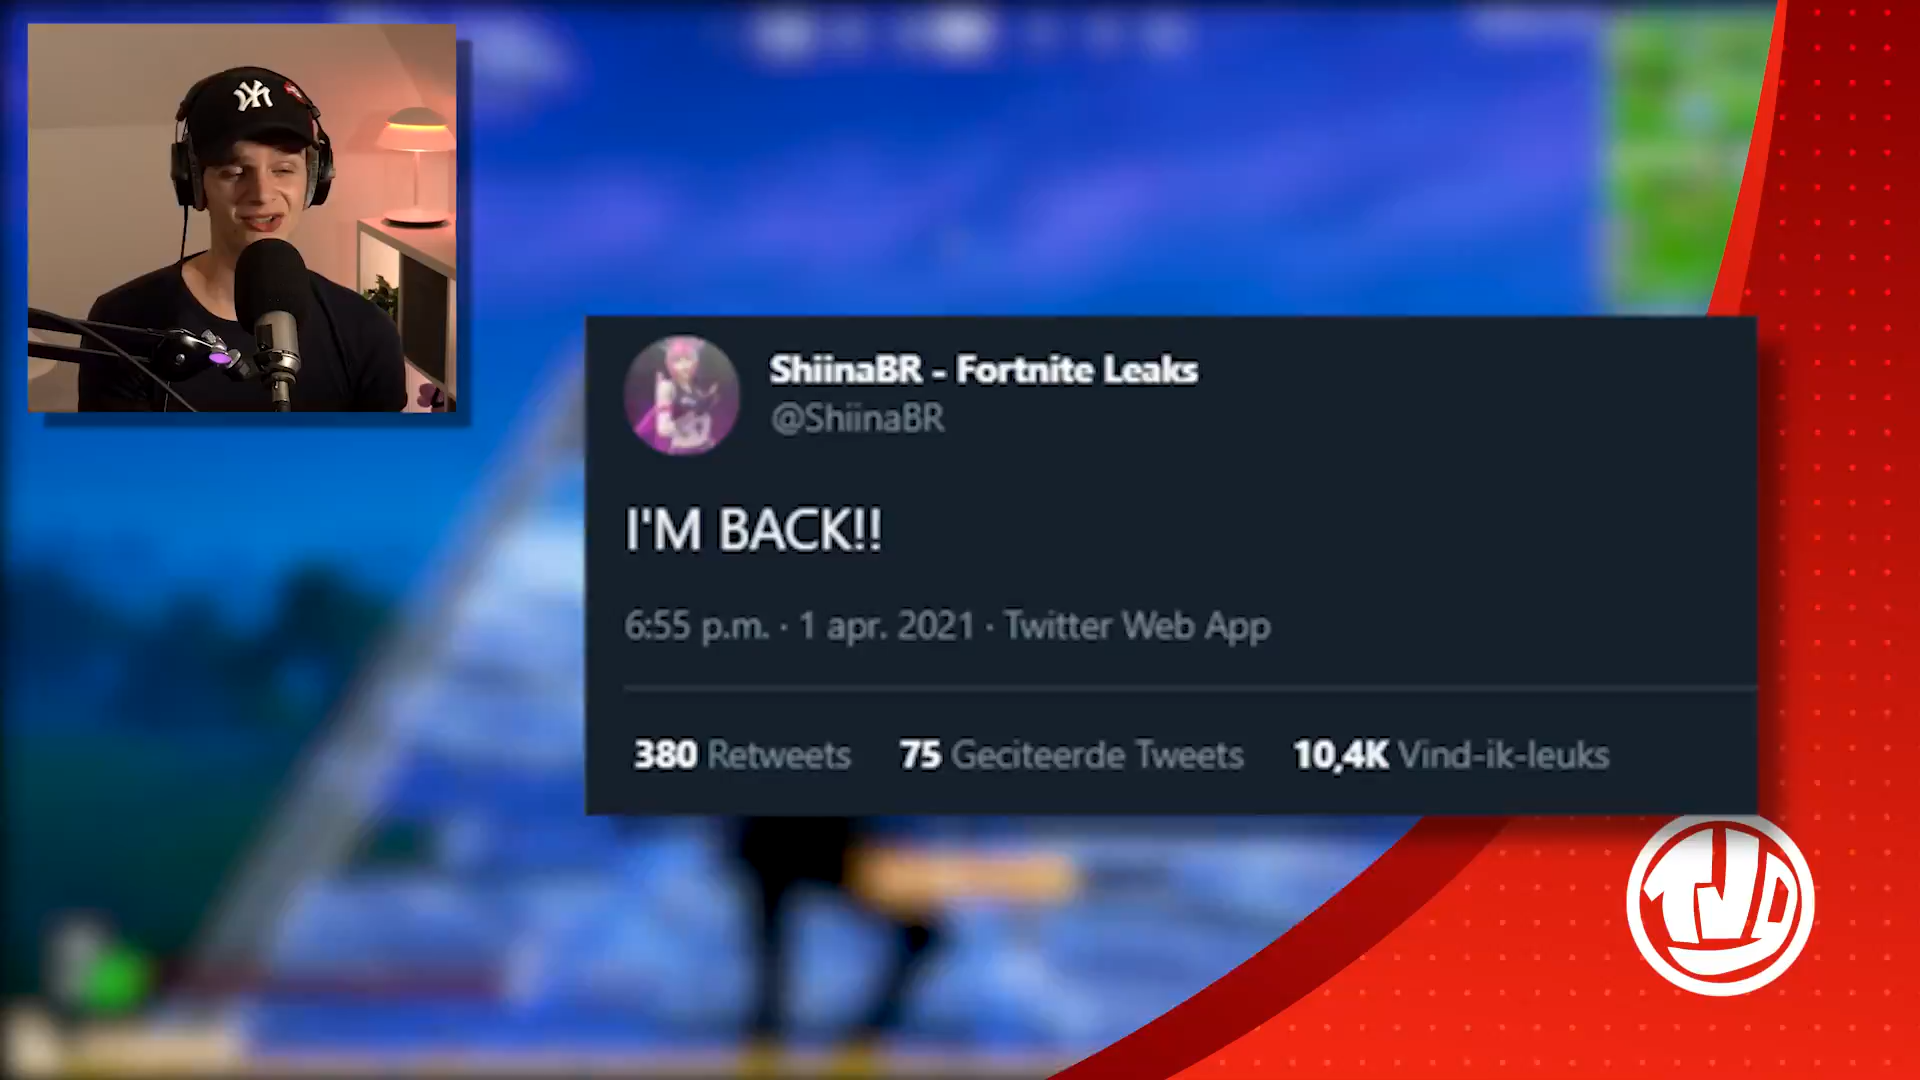 ShiinaBR - Fortnite Leaks
@ShiinaBR
I'M BACK!!
6:55 p.m. · 1 apr. 2021 · Twitter Web App
380 Retweets 75 Geciteerde Tweets 10,4K Vind-ik-leuks
TVO